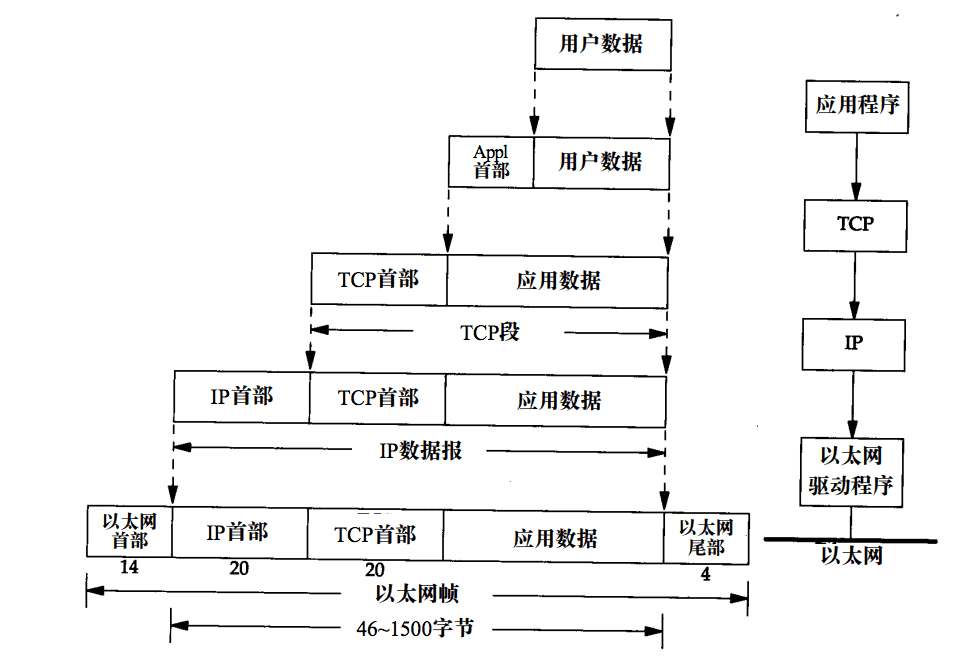 用户数据
Appl
首部
用户数据
应用程序
TCP首部
应用数据
TCP
TCP段
IP首部
TCP首部
应用数据
IP
IP数据报
以太网
驱动程序
以太网
首部
IP首部
TCP首部
应用数据
以太网
尾部
以太网
14
20
20
4
以太网帧
46~1500字节